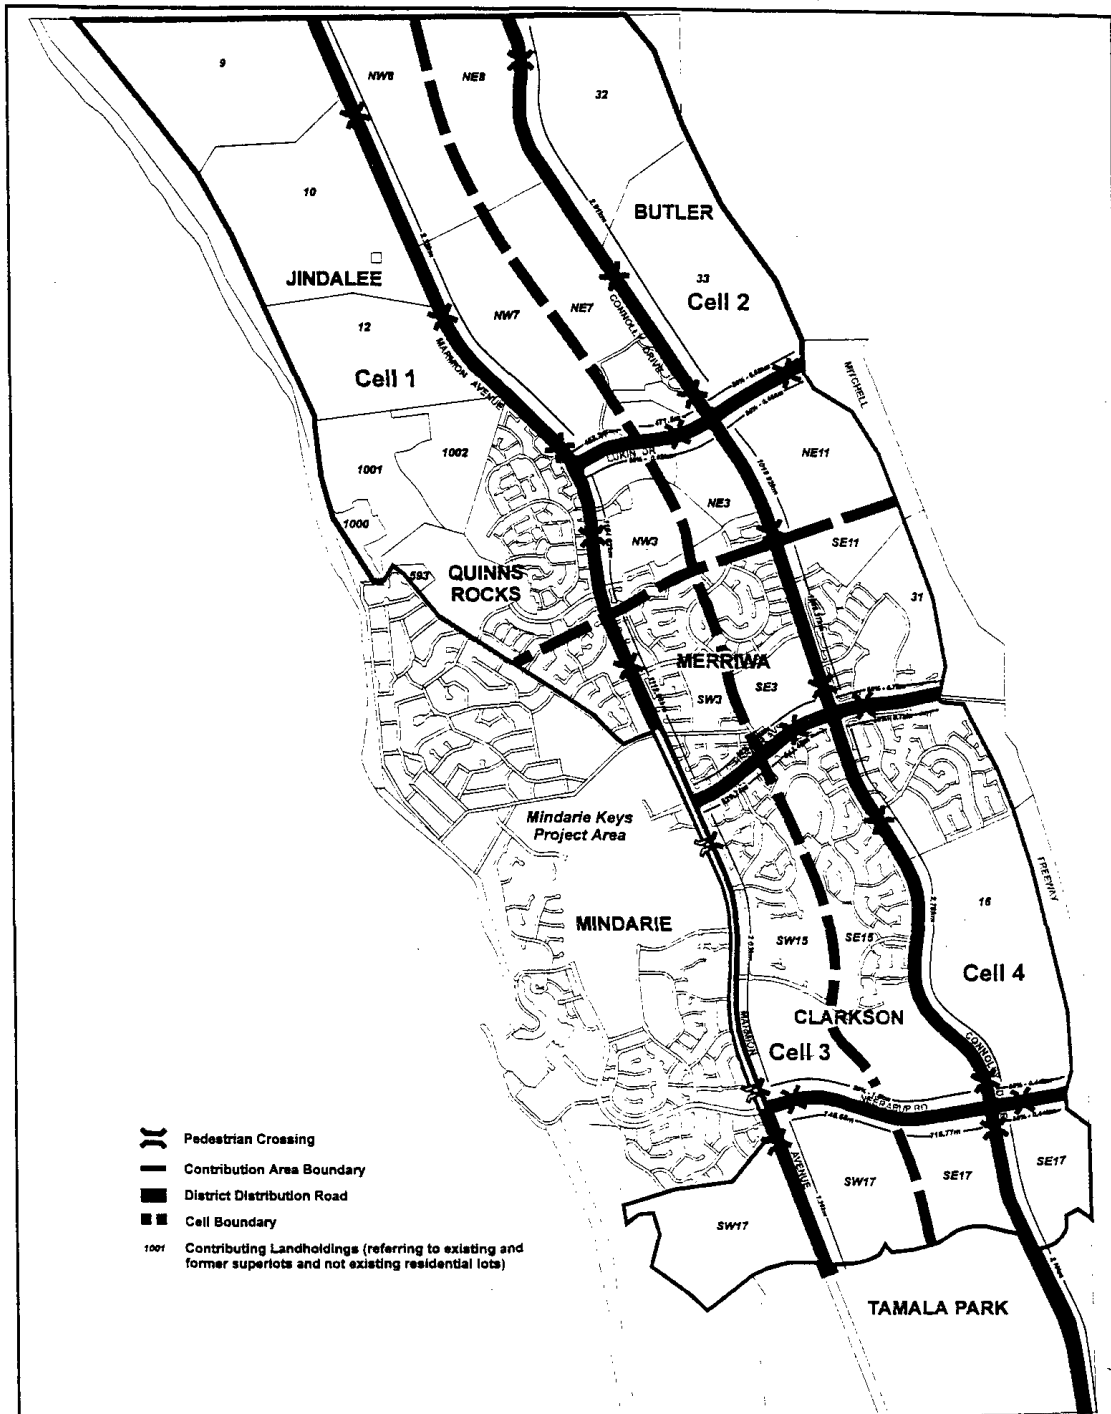 9
NW8
NE8
32
10
BUTLER
JINDALEE
33
Cell 2
NW7
NE7
12
CONNOLLY DRIVE
Cell 1
MARMION AVENUE
MITCHELL
LUKIN DR
1002
1001
NE11
NE3
1000
NW3
SE11
593
QUINNS
ROCKS
31
MERRIWA
SE3
SW3
Mindarie Keys
Project Area
FREEWAY
16
MINDARIE
SW15
SE15
Cell 4
CLARKSON
MARMION
Cell 3
NEERABUP RD
748.68m
715.77m
Pedestrian Crossing
Contribution Area Boundary
AVENUE
SW17
SE17
SE17
District Distribution Road
Cell Boundary
SW17
1001 Contributing Landholdings (referring to existing and
former superlots and not existing residential lots)
TAMALA PARK